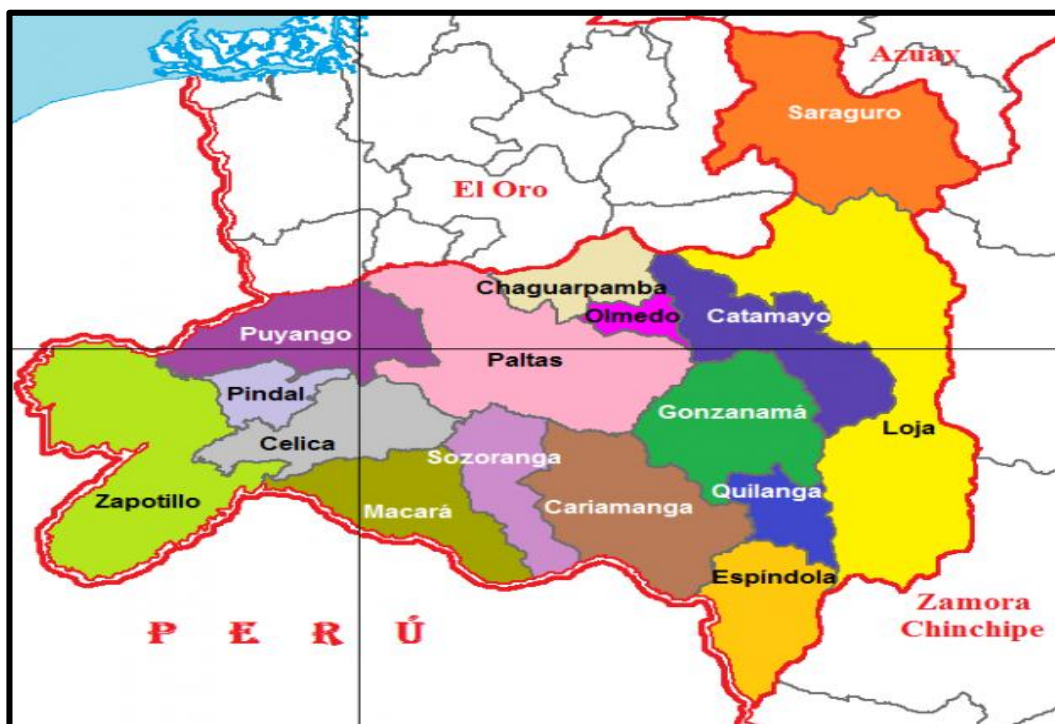 Azuay
Saraguro
El Oro
Chaguarpamba
Olmedo
Catamayo
Puyango
Paltas
Pindal
Gonzanamá
Loja
Celica
Sozoranga
Quilanga
Zapotillo
Macará
Cariamanga
Espíndola
Zamora
Chinchipe
P E R Ú